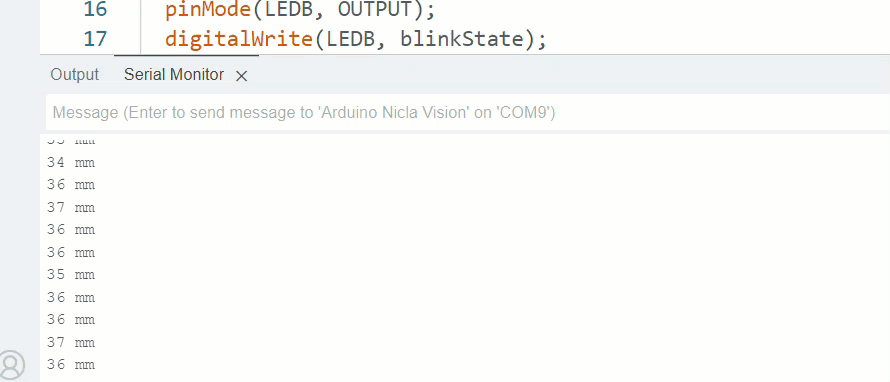 16 pinMode(LEDB, OUTPUT);
17 digitalWrite(LEDB, blinkState);
Output Serial Monitor ×
Message (Enter to send message to 'Arduino Nicla Vision' on 'COM9')
34 mm
36 mm
37 mm
36 mm
36 mm
35 mm
36 mm
36 mm
37 mm
36 mm